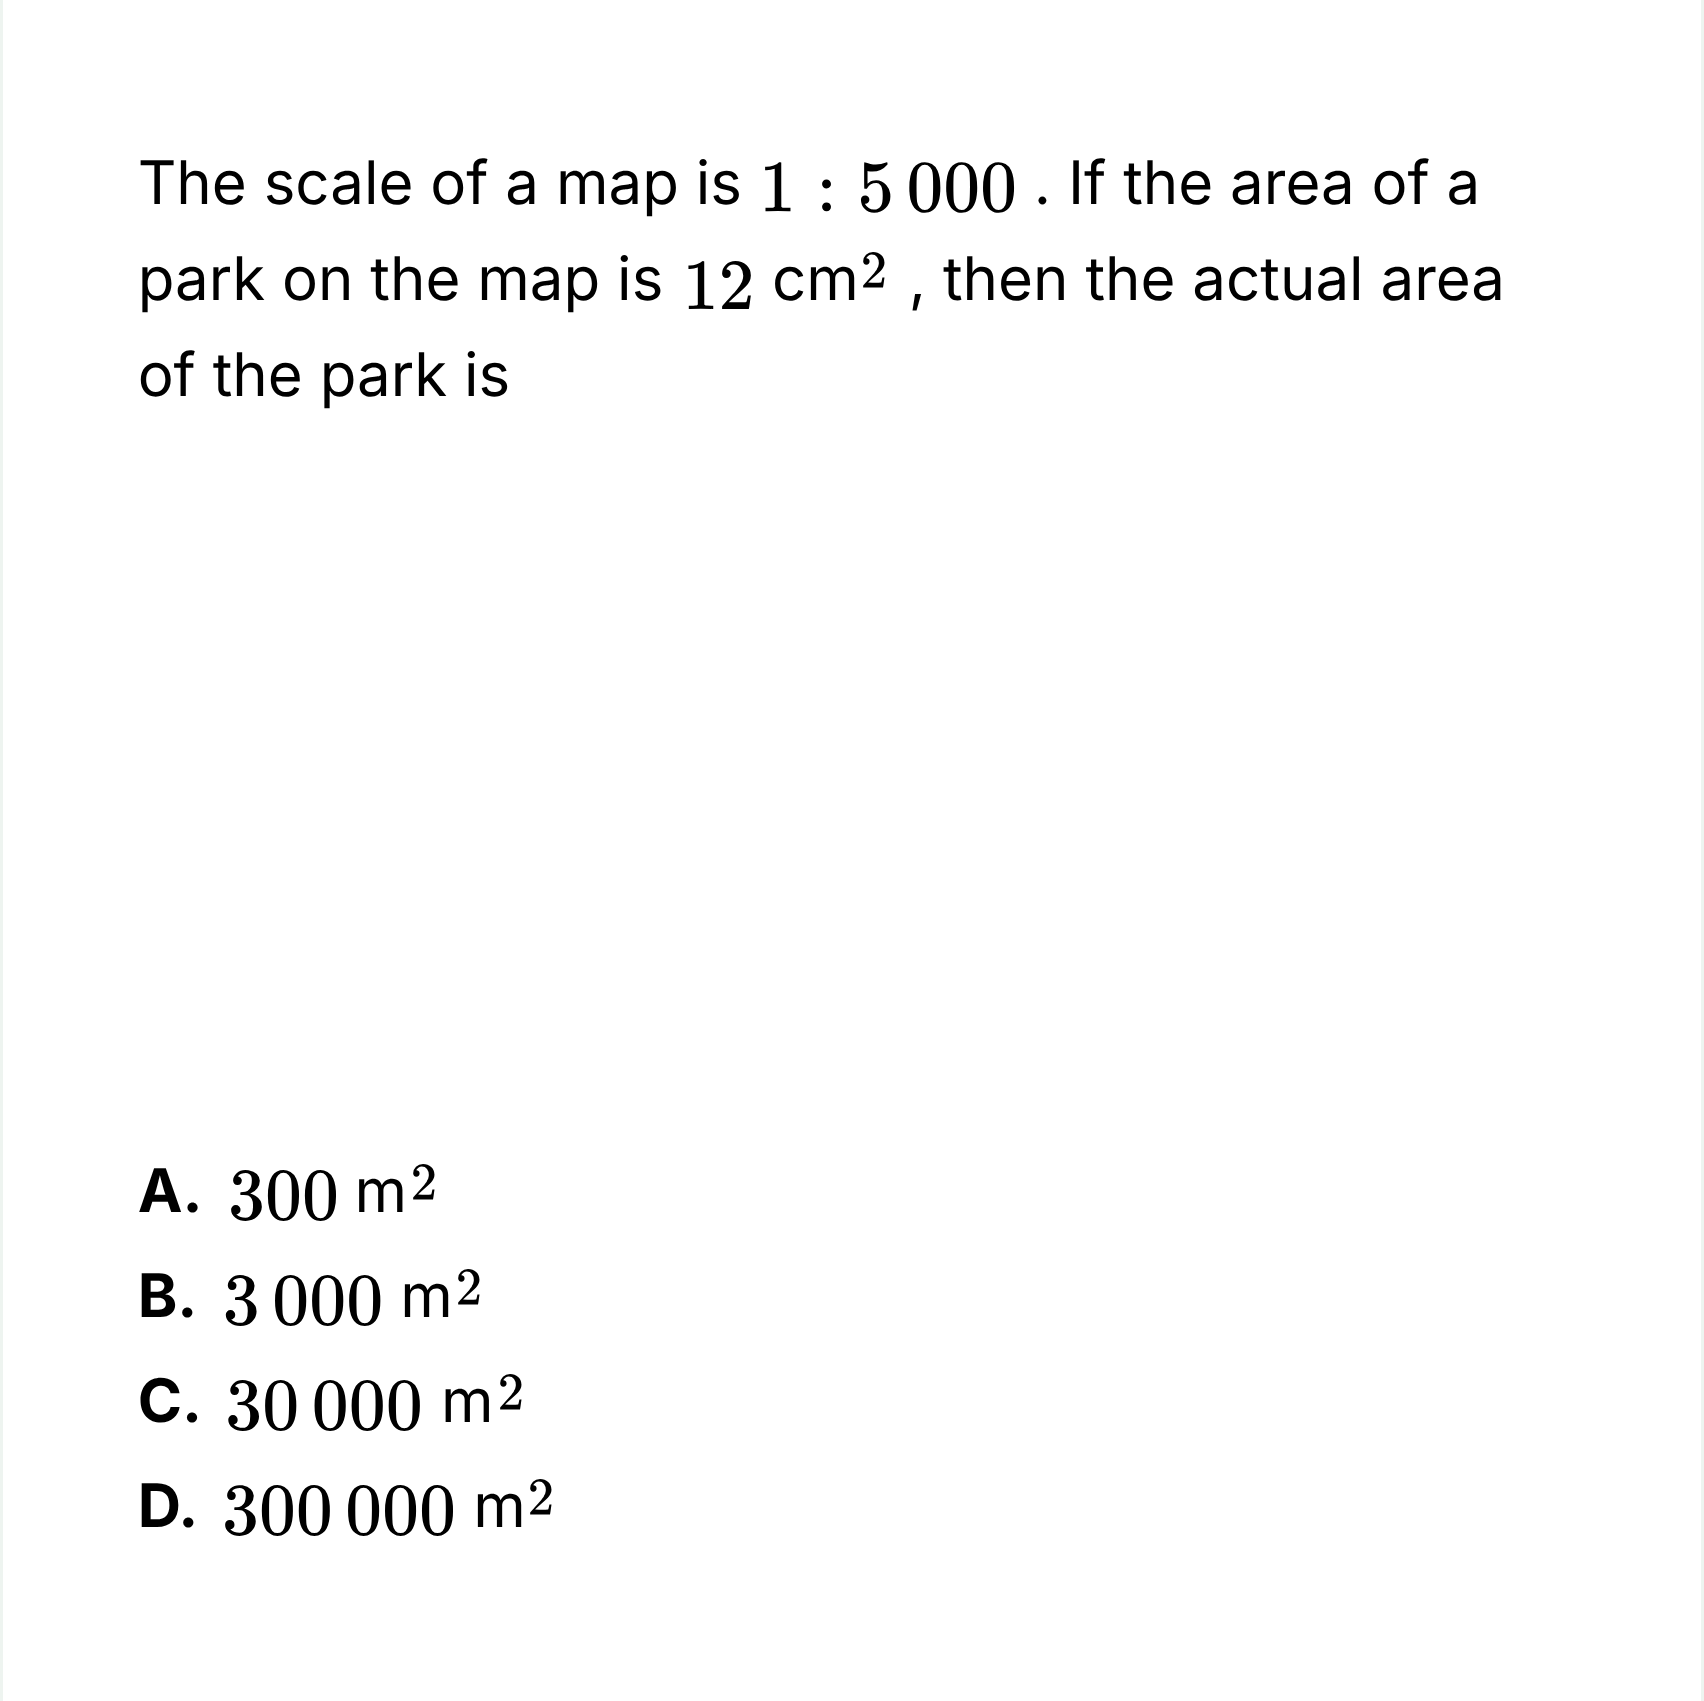 The scale of a map is 1 : 5 000 . If the area of a
park on the map is 12 cm² , then the actual area
of the park is
A. 300 m²
B. 3 000 m²
C. 30 000 m²
D. 300 000 m²